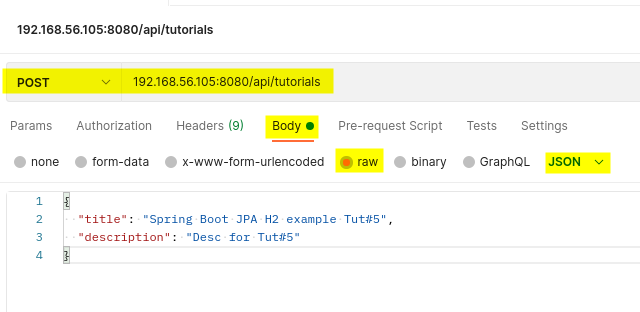 192.168.56.105:8080/api/tutorials
POST 192.168.56.105:8080/api/tutorials
Params Authorization Headers (9) Body Pre-request Script Tests Settings
none form-data x-www-form-urlencoded raw binary GraphQL JSON
1 {
2 "title": "Spring Boot JPA H2 example Tut#5",
3 "description": "Desc for Tut#5"
4 }